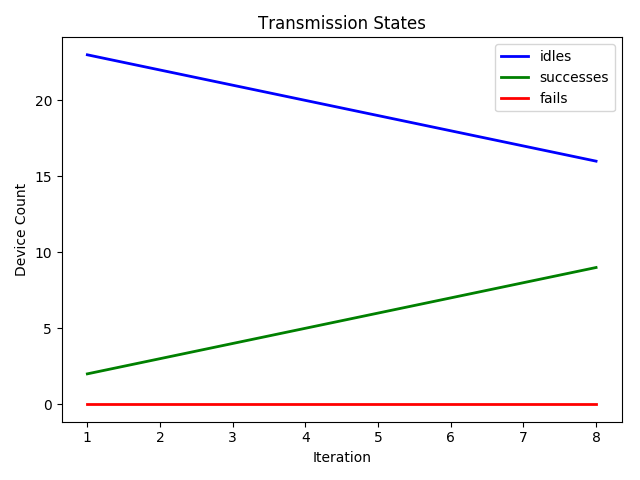 Transmission States
idles
successes
fails
Device Count
20
15
10
5
0
1 2 3 4 5 6 7 8
Iteration